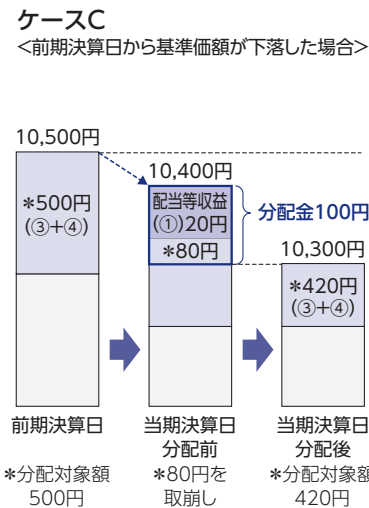 ケースC
<前期決算日から基準価額が下落した場合>
10,500円
10,400円
*500円
(③+④)
配当等収益
(①)20円
*80円
分配金100円
10,300円
*420円
(③+④)
前期決算日
当期決算日
分配前
当期決算日
分配後
*分配対象額
500円
*80円を
取崩し
*分配対象額
420円